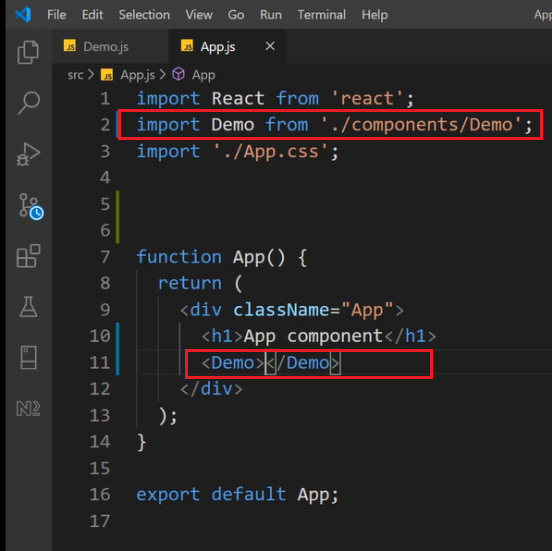 File Edit Selection View Go Run Terminal Help App
JS Demo.js JS App.js ×
src > JS App.js > App
1 import React from 'react';
2 import Demo from './components/Demo';
3 import './App.css';
4
5
6
7 function App() {
8 return (
9 <div className="App">
10 <h1>App component</h1>
11 <Demo></Demo>
12 </div>
13 );
14 }
15
16 export default App;
17